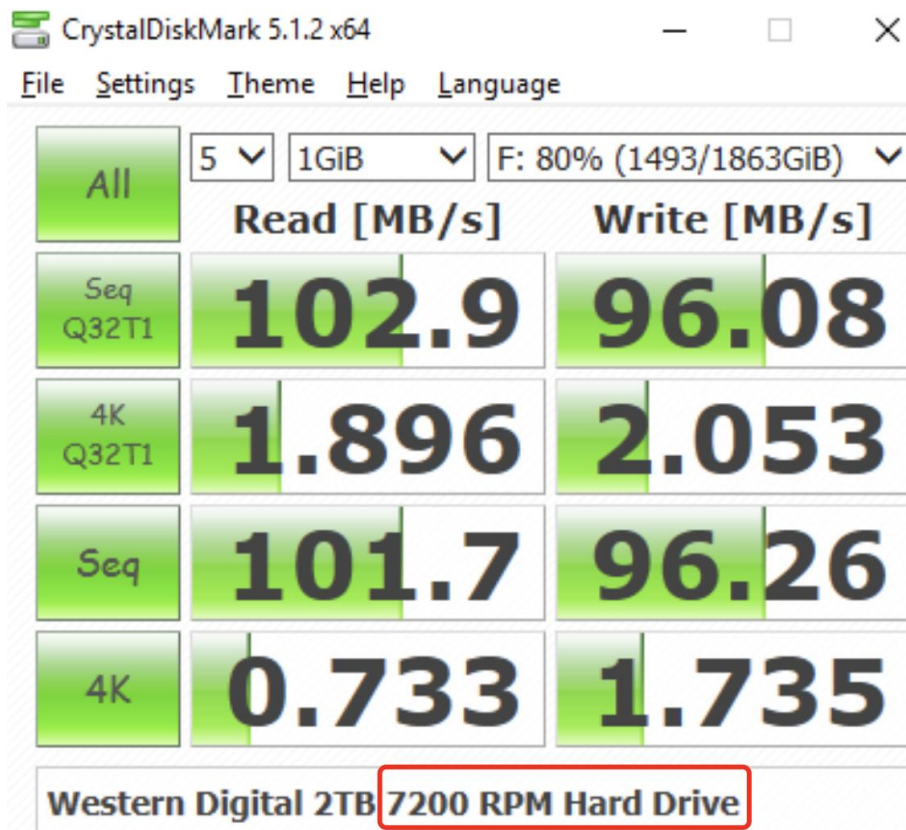 CrystalDiskMark 5.1.2 x64
File Settings Theme Help Language
All 5 1GiB F: 80% (1493/1863GiB)
Read [MB/s] Write [MB/s]
Seq Q32T1 102.9 96.08
4K Q32T1 1.896 2.053
Seq 101.7 96.26
4K 0.733 1.735
Western Digital 2TB 7200 RPM Hard Drive